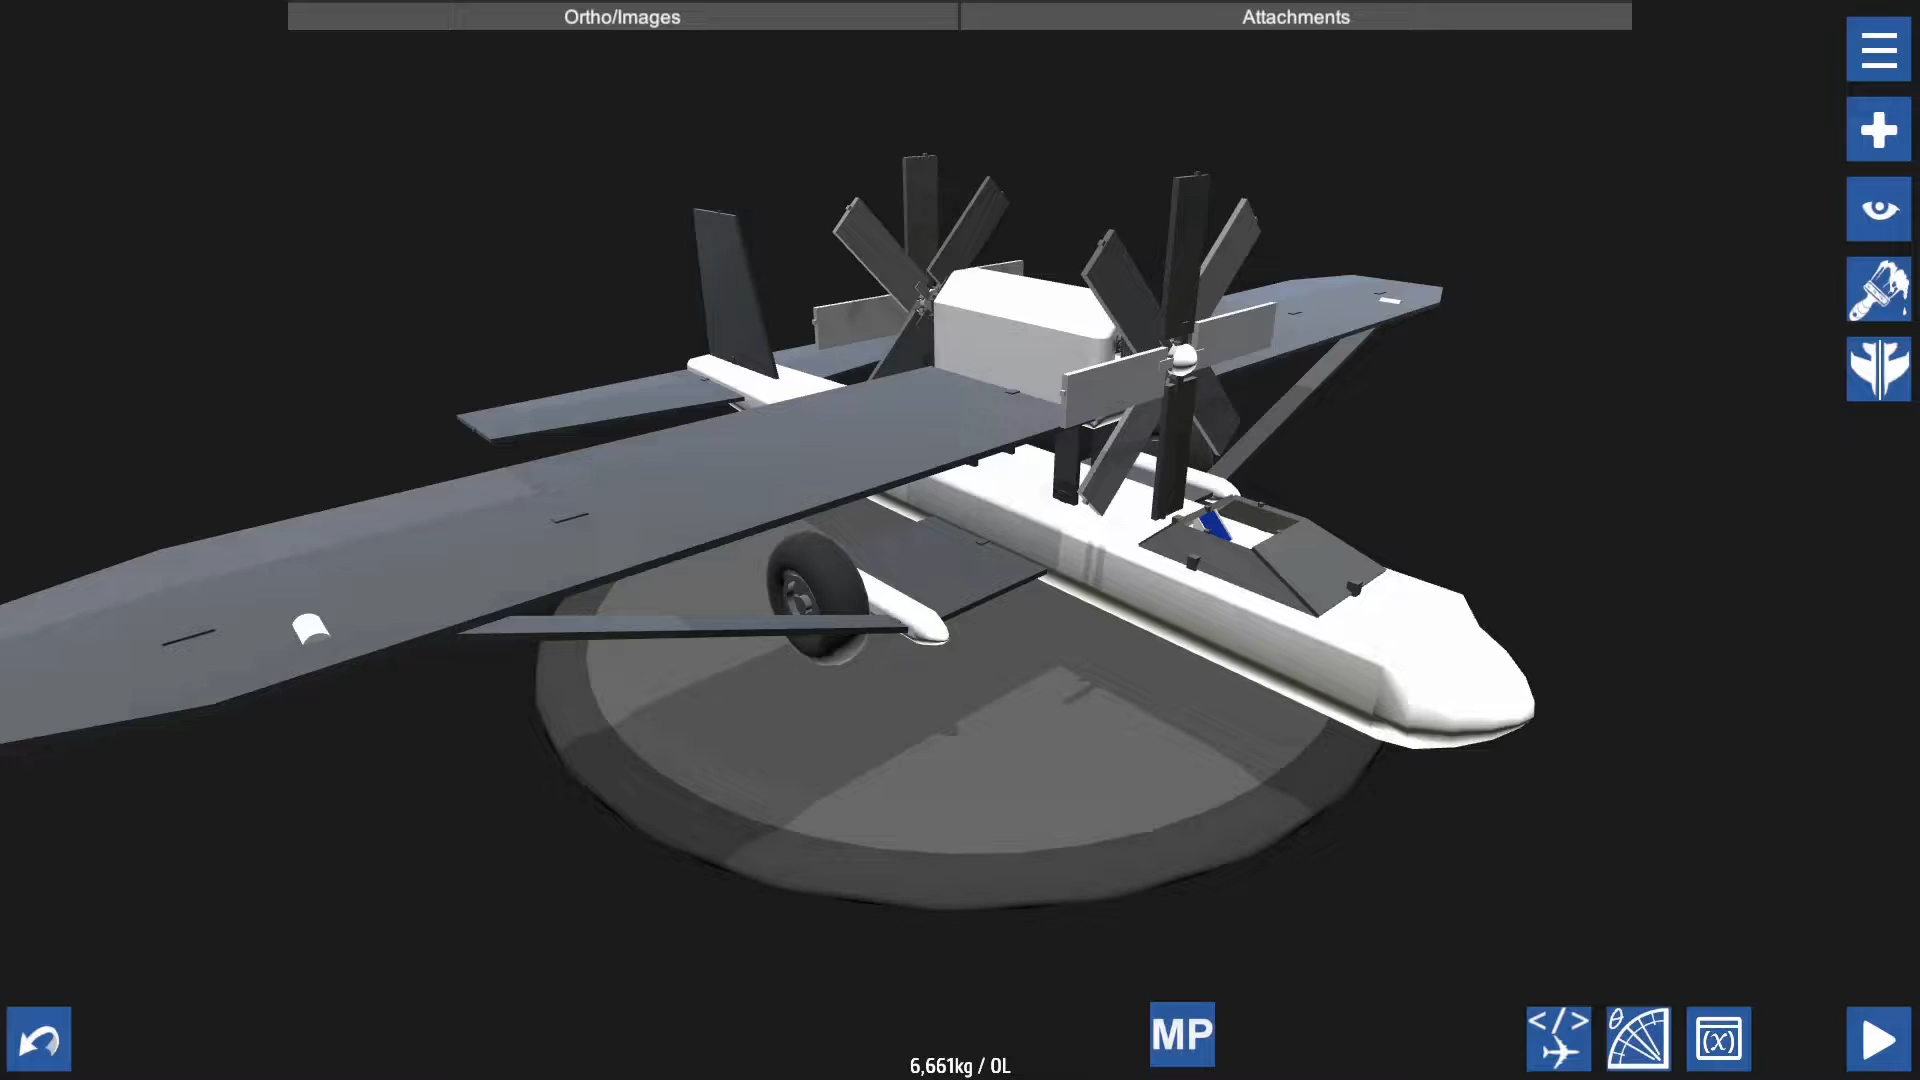 Ortho/Images
Attachments
MP
</>
θ
(x)
6,661kg / 0L